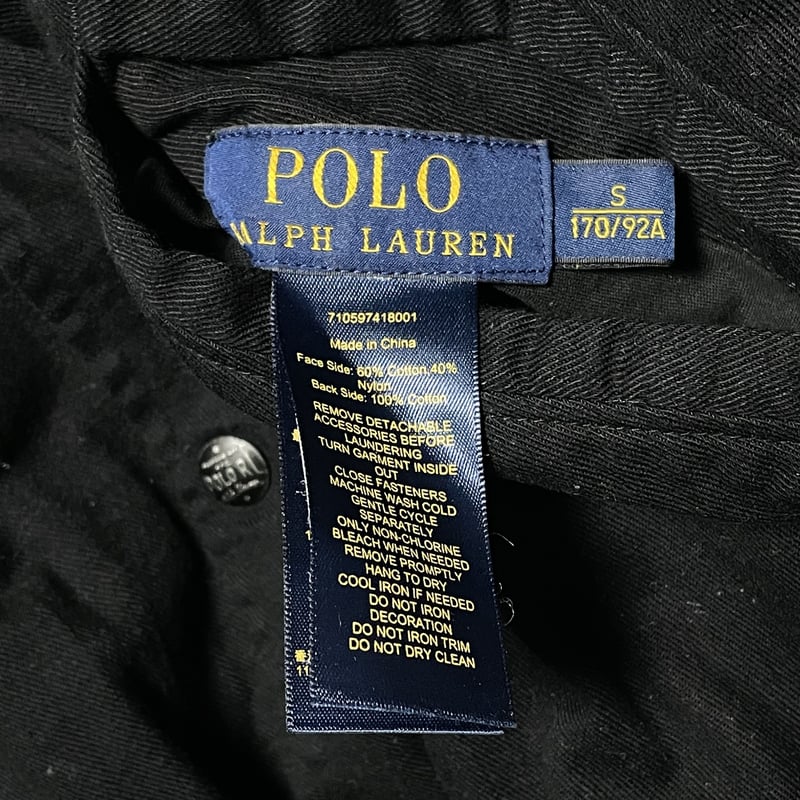 POLO
RALPH LAUREN
S
170/92A
710597418001
Made in China
Face Side: 60% Cotton,40%
Nylon
Back Side: 100% Cotton
REMOVE DETACHABLE
ACCESSORIES BEFORE
LAUNDERING
TURN GARMENT INSIDE
OUT
CLOSE FASTENERS
MACHINE WASH COLD
GENTLE CYCLE
SEPARATELY
ONLY NON-CHLORINE
BLEACH WHEN NEEDED
REMOVE PROMPTLY
HANG TO DRY
COOL IRON IF NEEDED
DO NOT IRON
DECORATION
DO NOT IRON TRIM
DO NOT DRY CLEAN
POLO
11